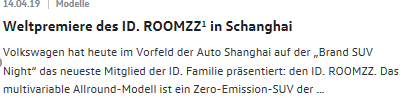 14.04.19 | Modelle
Weltpremiere des ID. ROOMZZ¹ in Schanghai
Volkswagen hat heute im Vorfeld der Auto Shanghai auf der „Brand SUV
Night“ das neueste Mitglied der ID. Familie präsentiert: den ID. ROOMZZ. Das
multivariable Allround-Modell ist ein Zero-Emission-SUV der ...